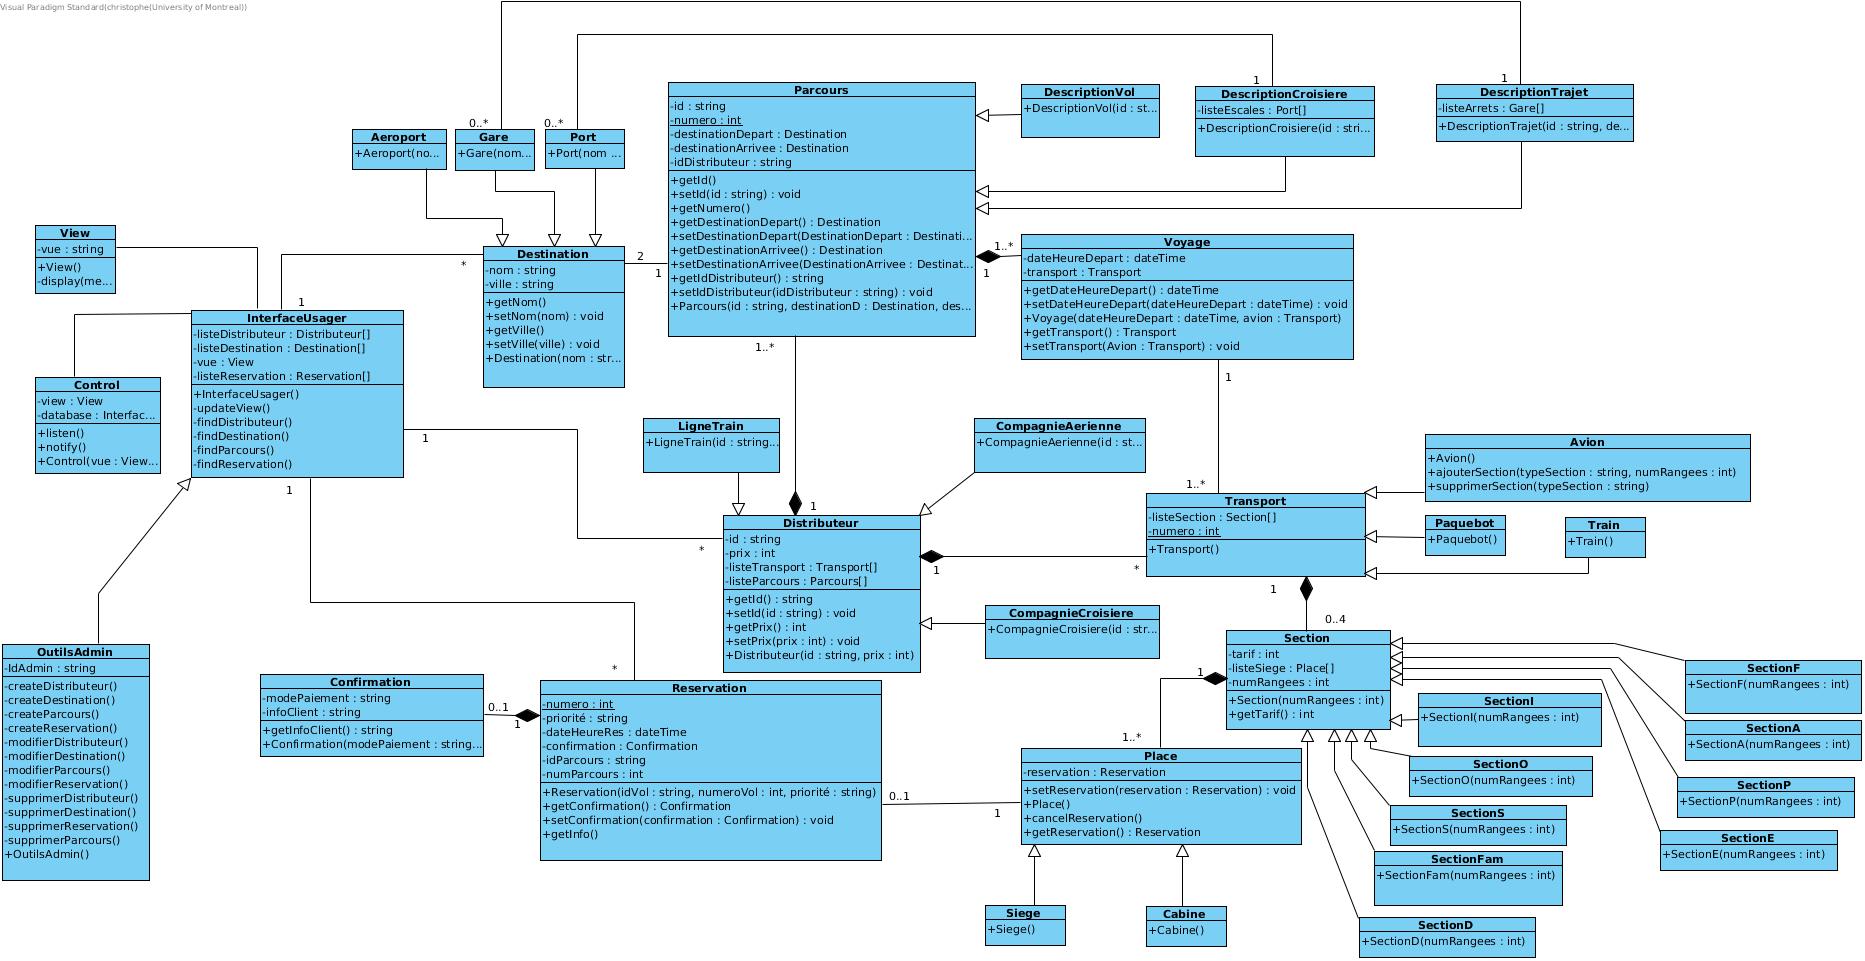 Visual Paradigm Standard(christophe(University of Montreal))
1
1
0..*
0..*
Parcours
-id : string
-numero : int
-destinationDepart : Destination
-destinationArrivee : Destination
-idDistributeur : string
+getId()
+setId(id : string) : void
+getNumero()
+getDestinationDepart() : Destination
+setDestinationDepart(DestinationDepart : Destinati...
+getDestinationArrivee() : Destination
+setDestinationArrivee(DestinationArrivee : Destinat...
+getIdDistributeur() : string
+setIdDistributeur(idDistributeur : string) : void
+Parcours(id : string, destinationD : Destination, des...
DescriptionVol
+DescriptionVol(id : st...
DescriptionCroisiere
-listeEscales : Port[]
+DescriptionCroisiere(id : stri...
DescriptionTrajet
-listeArrets : Gare[]
+DescriptionTrajet(id : string, de...
Aeroport
+Aeroport(no...
Gare
+Gare(nom...
Port
+Port(nom ...
View
-vue : string
+View()
-display(me...
*
1
Destination
-nom : string
-ville : string
+getNom()
+setNom(nom) : void
+getVille()
+setVille(ville) : void
+Destination(nom : str...
2
1
1..*
1
Voyage
-dateHeureDepart : dateTime
-transport : Transport
+getDateHeureDepart() : dateTime
+setDateHeureDepart(dateHeureDepart : dateTime) : void
+Voyage(dateHeureDepart : dateTime, avion : Transport)
+getTransport() : Transport
+setTransport(Avion : Transport) : void
InterfaceUsager
-listeDistributeur : Distributeur[]
-listeDestination : Destination[]
-vue : View
-listeReservation : Reservation[]
+InterfaceUsager()
-updateView()
-findDistributeur()
-findDestination()
-findParcours()
-findReservation()
Control
-view : View
-database : Interfac...
+listen()
+notify()
+Control(vue : View...
1..*
1
1
1
LigneTrain
+LigneTrain(id : string...
CompagnieAerienne
+CompagnieAerienne(id : st...
Avion
+Avion()
+ajouterSection(typeSection : string, numRangees : int)
+supprimerSection(typeSection : string)
1..*
1
*
Distributeur
-id : string
-prix : int
-listeTransport : Transport[]
-listeParcours : Parcours[]
+getId() : string
+setId(id : string) : void
+getPrix() : int
+setPrix(prix : int) : void
+Distributeur(id : string, prix : int)
Transport
-listeSection : Section[]
-numero : int
+Transport()
Paquebot
+Paquebot()
Train
+Train()
1
*
1
0..4
CompagnieCroisiere
+CompagnieCroisiere(id : str...
OutilsAdmin
-IdAdmin : string
-createDistributeur()
-createDestination()
-createParcours()
-createReservation()
-modifierDistributeur()
-modifierDestination()
-modifierParcours()
-modifierReservation()
-supprimerDistributeur()
-supprimerDestination()
-supprimerReservation()
-supprimerParcours()
+OutilsAdmin()
*
Confirmation
-modePaiement : string
-infoClient : string
+getInfoClient() : string
+Confirmation(modePaiement : string...
0..1
1
Reservation
-numero : int
-priorité : string
-dateHeureRes : dateTime
-confirmation : Confirmation
-idParcours : string
-numParcours : int
+Reservation(idVol : string, numeroVol : int, priorité : string)
+getConfirmation() : Confirmation
+setConfirmation(confirmation : Confirmation) : void
+getInfo()
0..1
1
Section
-tarif : int
-listeSiege : Place[]
-numRangees : int
+Section(numRangees : int)
+getTarif() : int
1
1..*
Place
-reservation : Reservation
+setReservation(reservation : Reservation) : void
+Place()
+cancelReservation()
+getReservation() : Reservation
SectionF
+SectionF(numRangees : int)
SectionI
+SectionI(numRangees : int)
SectionA
+SectionA(numRangees : int)
SectionO
+SectionO(numRangees : int)
SectionP
+SectionP(numRangees : int)
SectionS
+SectionS(numRangees : int)
SectionE
+SectionE(numRangees : int)
SectionFam
+SectionFam(numRangees : int)
SectionD
+SectionD(numRangees : int)
Siege
+Siege()
Cabine
+Cabine()